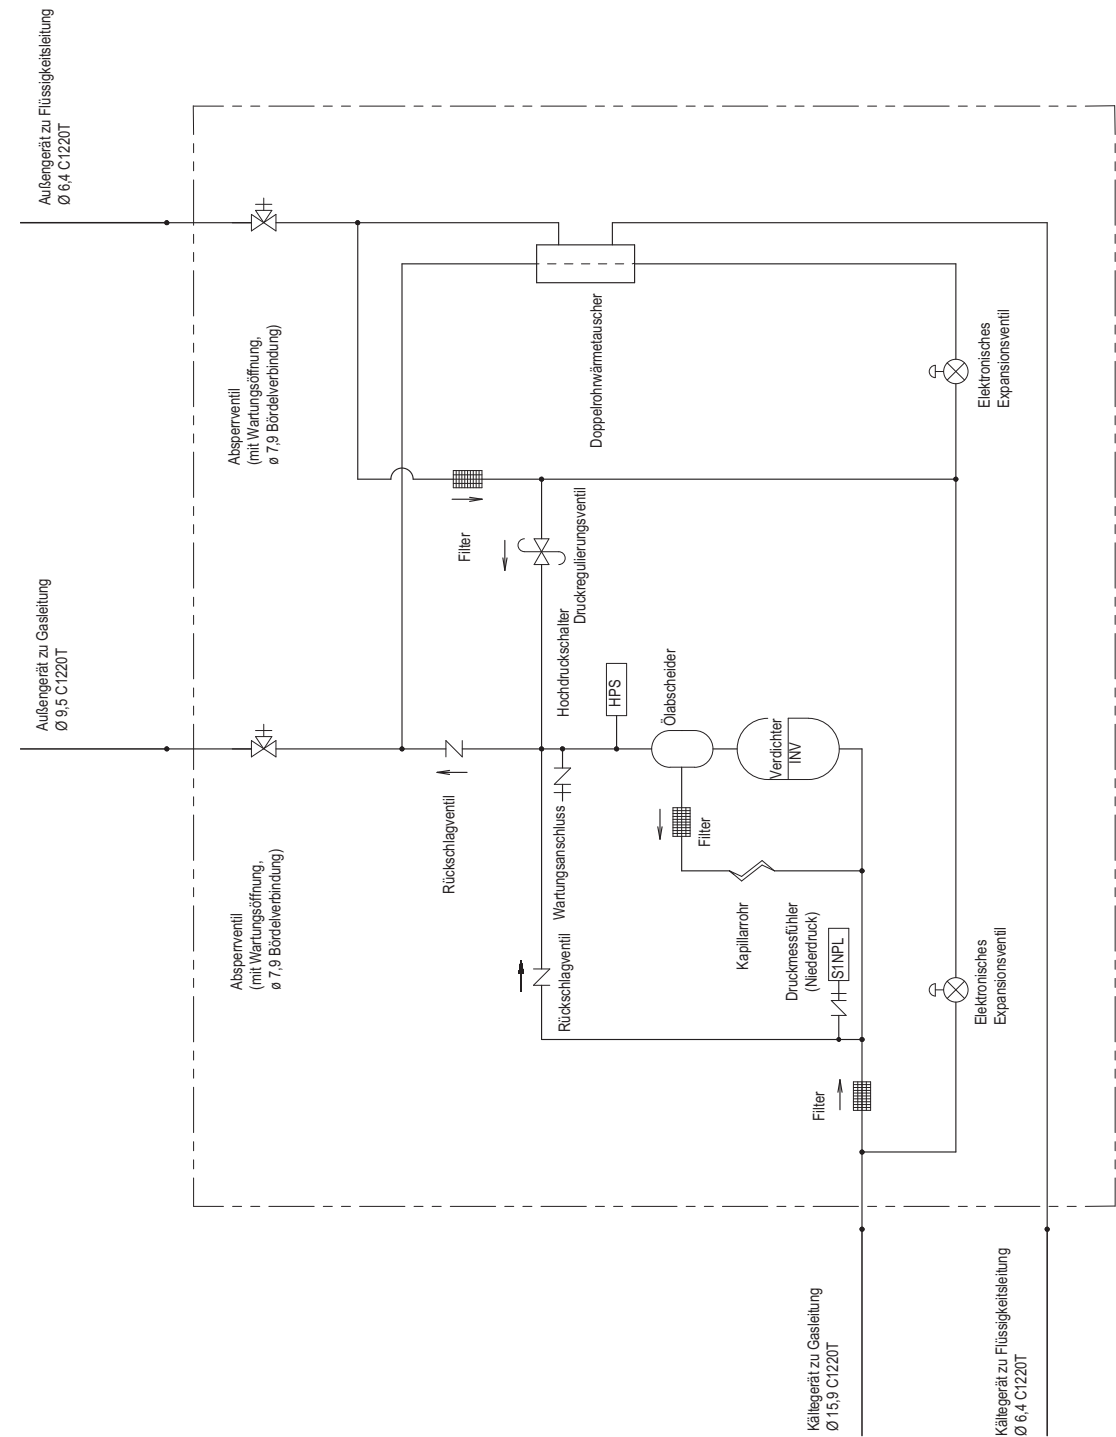 Außengerät zu Flüssigkeitsleitung
Ø 6,4 C1220T
Absperrventil
(mit Wartungsöffnung,
ø 7,9 Bördelverbindung)
Doppelrohrwärmetauscher
Elektronisches
Expansionsventil
Filter
Druckregulierungsventil
Außengerät zu Gasleitung
Ø 9,5 C1220T
Hochdruckschalter
HPS
Ölabscheider
Verdichter
INV
Absperrventil
(mit Wartungsöffnung,
ø 7,9 Bördelverbindung)
Rückschlagventil
Wartungsanschluss
Filter
Kapillarrohr
Rückschlagventil
Druckmessfühler
(Niederdruck)
S1NPL
Elektronisches
Expansionsventil
Filter
Kältegerät zu Gasleitung
Ø 15,9 C1220T
Kältegerät zu Flüssigkeitsleitung
Ø 6,4 C1220T